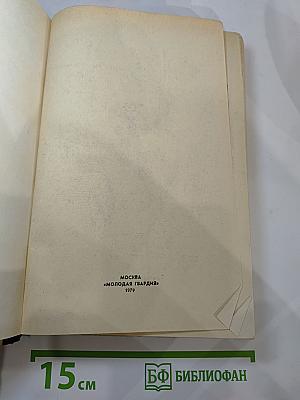 МОСКВА
«МОЛОДАЯ ГВАРДИЯ»
1979
15 см
БФ БИБЛИОФАН